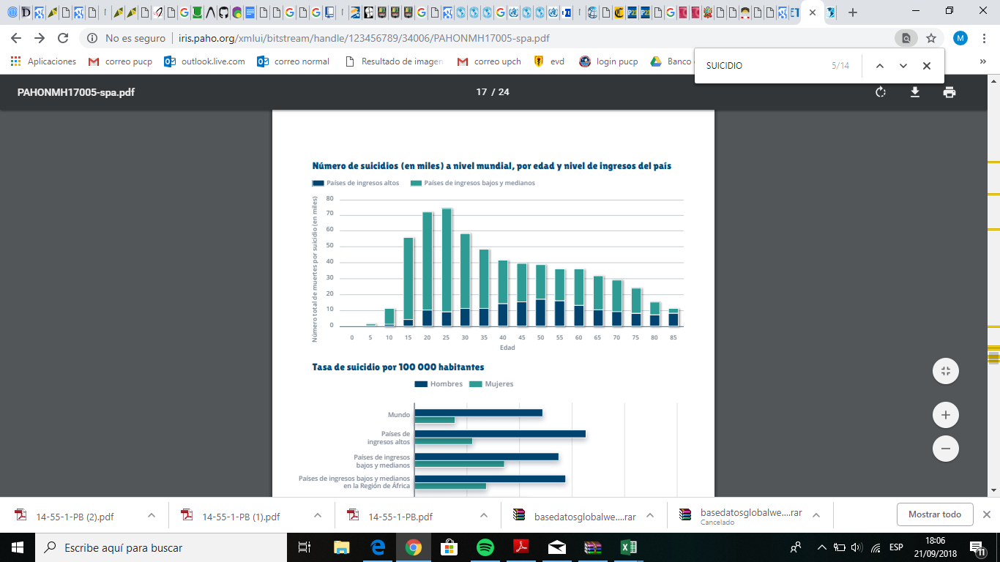 No es seguro | iris.paho.org/xmlui/bitstream/handle/123456789/34006/PAHONMH17005-spa.pdf
M
Aplicaciones
correo pucp
outlook.live.com
correo normal
Resultado de imagen
correo upch
evd
login pucp
Banco
»
SUICIDIO
5/14
PAHONMH17005-spa.pdf
17 / 24
Número de suicidios (en miles) a nivel mundial, por edad y nivel de ingresos del país
Países de ingresos altos
Países de ingresos bajos y medianos
Número total de muertes por suicidio (en miles)
80
70
60
50
40
30
20
10
0
0 5 10 15 20 25 30 35 40 45 50 55 60 65 70 75 80 85
Edad
Tasa de suicidio por 100 000 habitantes
Hombres
Mujeres
Mundo
Países de
ingresos altos
Países de ingresos
bajos y medianos
Países de ingresos bajos y medianos
en la Región de África
14-55-1-PB (2).pdf
14-55-1-PB (1).pdf
14-55-1-PB.pdf
basedatosglobalwe....rar
basedatosglobalwe....rar
Cancelado
Mostrar todo
Escribe aquí para buscar
ESP
18:06
21/09/2018
11